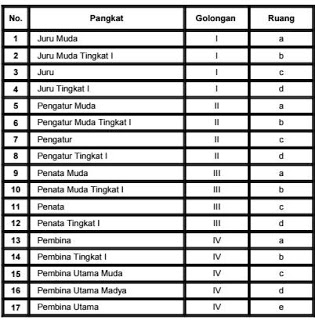 No. Pangkat Golongan Ruang
1 Juru Muda I a
2 Juru Muda Tingkat I I b
3 Juru I c
4 Juru Tingkat I I d
5 Pengatur Muda II a
6 Pengatur Muda Tingkat I II b
7 Pengatur II c
8 Pengatur Tingkat I II d
9 Penata Muda III a
10 Penata Muda Tingkat I III b
11 Penata III c
12 Penata Tingkat I III d
13 Pembina IV a
14 Pembina Tingkat I IV b
15 Pembina Utama Muda IV c
16 Pembina Utama Madya IV d
17 Pembina Utama IV e